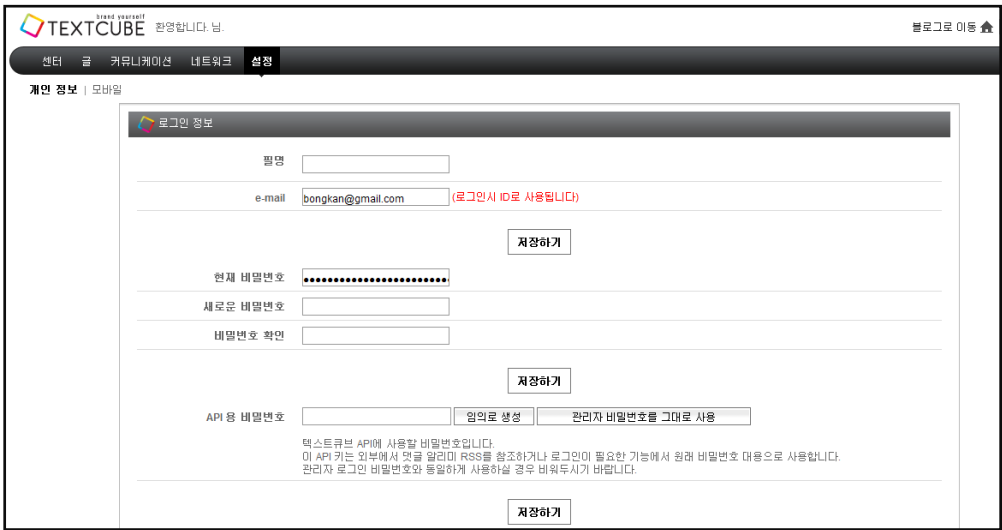 brand yourself
TEXTCUBE 환영합니다. 님. 블로그로 이동
센터 글 커뮤니케이션 네트워크 설정
개인 정보 | 모바일
로그인 정보
필명
e-mail bongkan@gmail.com (로그인시 ID로 사용됩니다)
저장하기
현재 비밀번호
새로운 비밀번호
비밀번호 확인
저장하기
API용 비밀번호 임의로 생성 관리자 비밀번호를 그대로 사용
텍스트큐브 API에 사용할 비밀번호입니다.
이 API 키는 외부에서 댓글 알리미 RSS를 참조하거나 로그인이 필요한 기능에서 원래 비밀번호 대용으로 사용합니다.
관리자 로그인 비밀번호와 동일하게 사용하실 경우 비워두시기 바랍니다.
저장하기